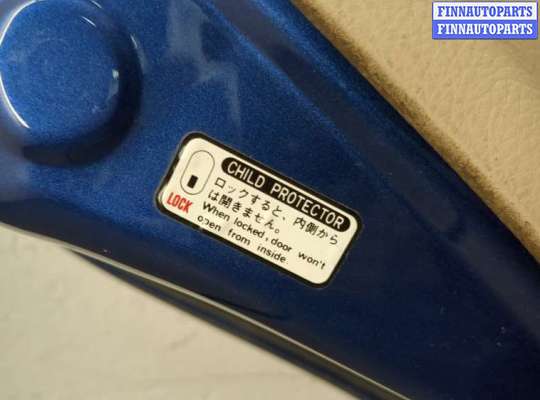 FINNAUTOPARTS
FINNAUTOPARTS
CHILD PROTECTOR
ロックすると、内側から
は開きません。
When locked, door won't
open from inside.
LOCK